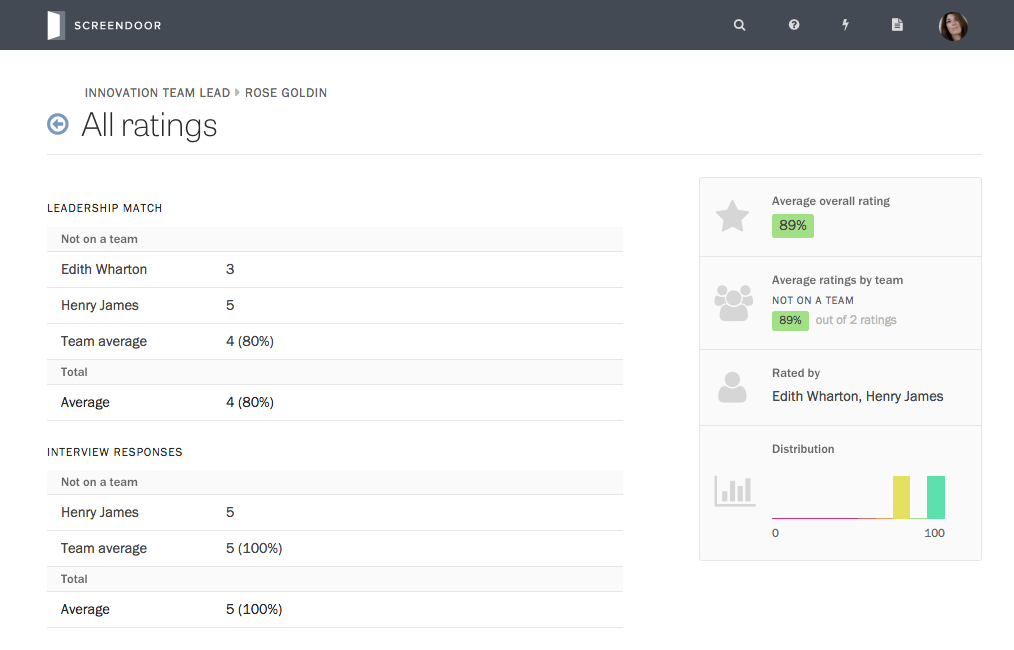 SCREENDOOR
INNOVATION TEAM LEAD ROSE GOLDIN
All ratings
LEADERSHIP MATCH
Not on a team
Edith Wharton 3
Henry James 5
Team average 4 (80%)
Total
Average 4 (80%)
INTERVIEW RESPONSES
Not on a team
Henry James 5
Team average 5 (100%)
Total
Average 5 (100%)
Average overall rating
89%
Average ratings by team
NOT ON A TEAM
89% out of 2 ratings
Rated by
Edith Wharton, Henry James
Distribution
0 100